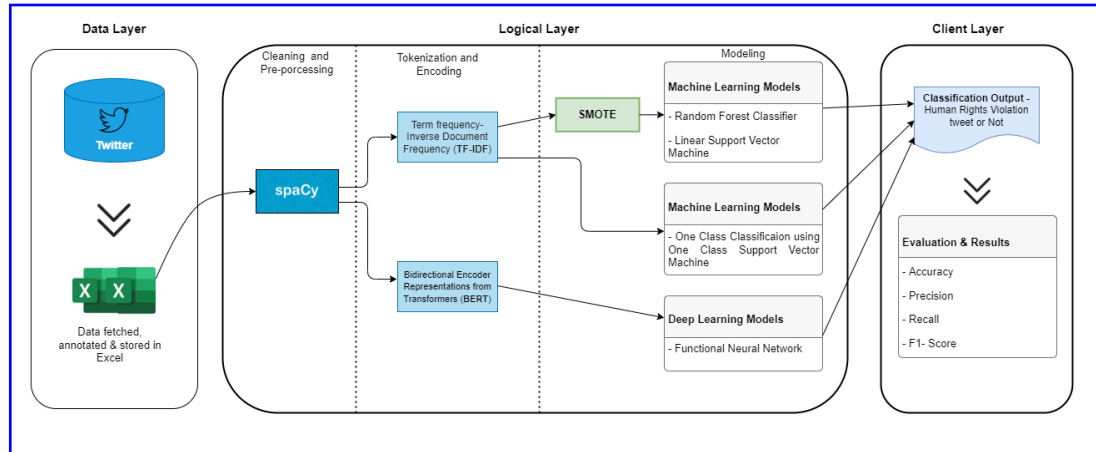 Data Layer
Twitter
X X
Data fetched,
annotated & stored in
Excel
Logical Layer
Cleaning and
Pre-porcessing
spaCy
Tokenization and
Encoding
Term frequency-
Inverse Document
Frequency (TF-IDF)
Bidirectional Encoder
Representations from
Transformers (BERT)
SMOTE
Modeling
Machine Learning Models
- Random Forest Classifier
- Linear Support Vector
Machine
Machine Learning Models
- One Class Classificaion using
One Class Support Vector
Machine
Deep Learning Models
- Functional Neural Network
Client Layer
Classification Output -
Human Rights Violation
tweet or Not
Evaluation & Results
- Accuracy
- Precision
- Recall
- F1- Score